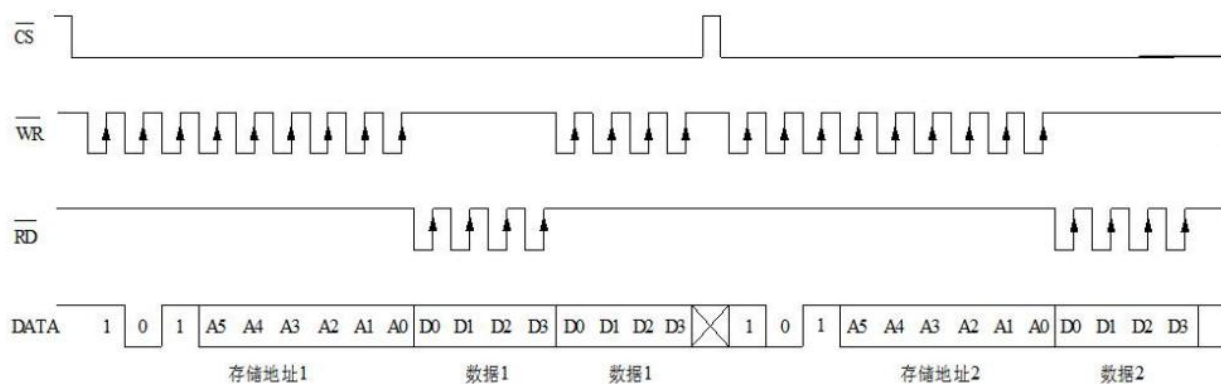 CS
WR
RD
DATA 1 0 1 A5 A4 A3 A2 A1 A0 D0 D1 D2 D3 D0 D1 D2 D3 1 0 1 A5 A4 A3 A2 A1 A0 D0 D1 D2 D3
存储地址1 数据1 数据1 存储地址2 数据2